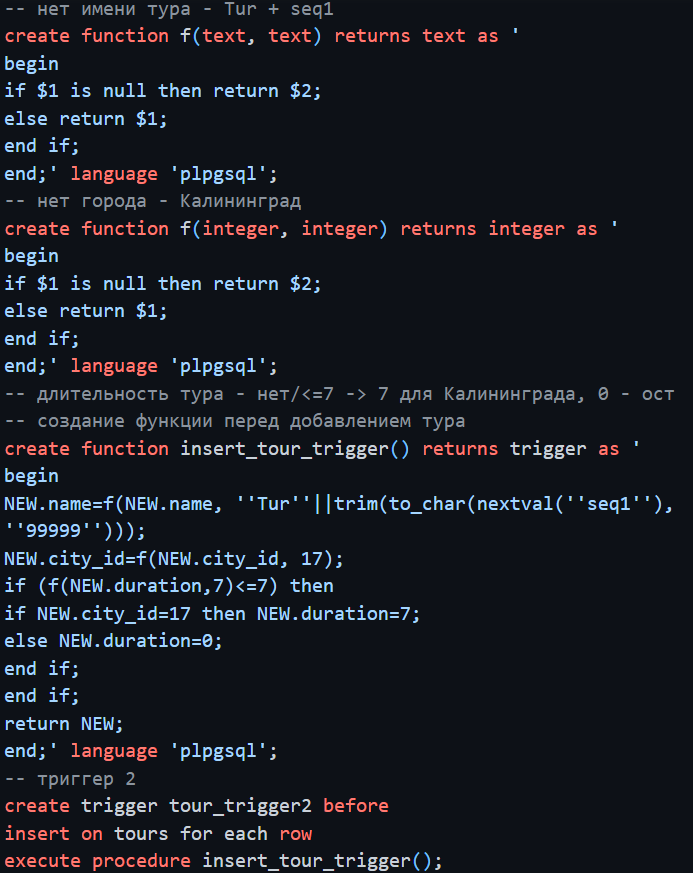 -- нет имени тура - Tur + seq1
create function f(text, text) returns text as '
begin
if $1 is null then return $2;
else return $1;
end if;
end;' language 'plpgsql';
-- нет города - Калининград
create function f(integer, integer) returns integer as '
begin
if $1 is null then return $2;
else return $1;
end if;
end;' language 'plpgsql';
-- длительность тура - нет/<=7 -> 7 для Калининграда, 0 - ост
-- создание функции перед добавлением тура
create function insert_tour_trigger() returns trigger as '
begin
NEW.name=f(NEW.name, ''Tur''||trim(to_char(nextval(''seq1''),
''99999'')));
NEW.city_id=f(NEW.city_id, 17);
if (f(NEW.duration,7)<=7) then
if NEW.city_id=17 then NEW.duration=7;
else NEW.duration=0;
end if;
end if;
return NEW;
end;' language 'plpgsql';
-- триггер 2
create trigger tour_trigger2 before
insert on tours for each row
execute procedure insert_tour_trigger();